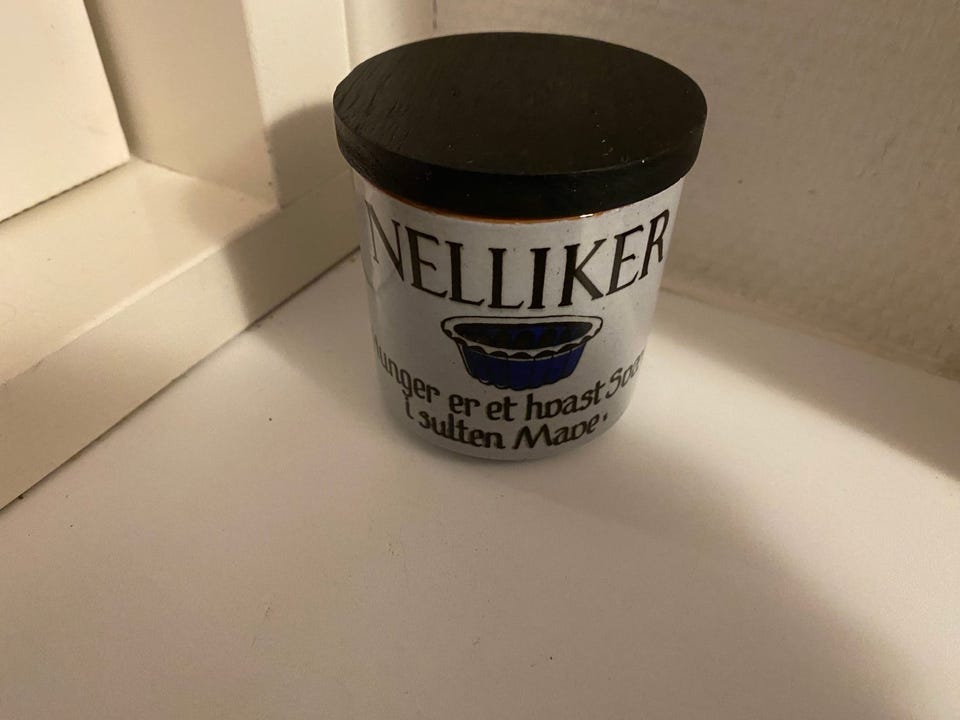 NELLIKER
unger er et hvast
i sulten Mave.